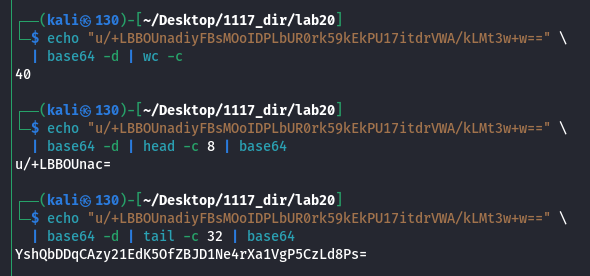 ┌──(kali㉿130)-[~/Desktop/1117_dir/lab20]
└─$ echo "u/+LBBOUnadiyFBsMOoIDPLbUR0rk59kEkPU17itdrVWA/kLMt3w+w==" \
| base64 -d | wc -c
40
┌──(kali㉿130)-[~/Desktop/1117_dir/lab20]
└─$ echo "u/+LBBOUnadiyFBsMOoIDPLbUR0rk59kEkPU17itdrVWA/kLMt3w+w==" \
| base64 -d | head -c 8 | base64
u/+LBBOUnac=
┌──(kali㉿130)-[~/Desktop/1117_dir/lab20]
└─$ echo "u/+LBBOUnadiyFBsMOoIDPLbUR0rk59kEkPU17itdrVWA/kLMt3w+w==" \
| base64 -d | tail -c 32 | base64
YshQbDDqCAzy21EdK5OfZBJD1Ne4rXa1VgP5CzLd8Ps=